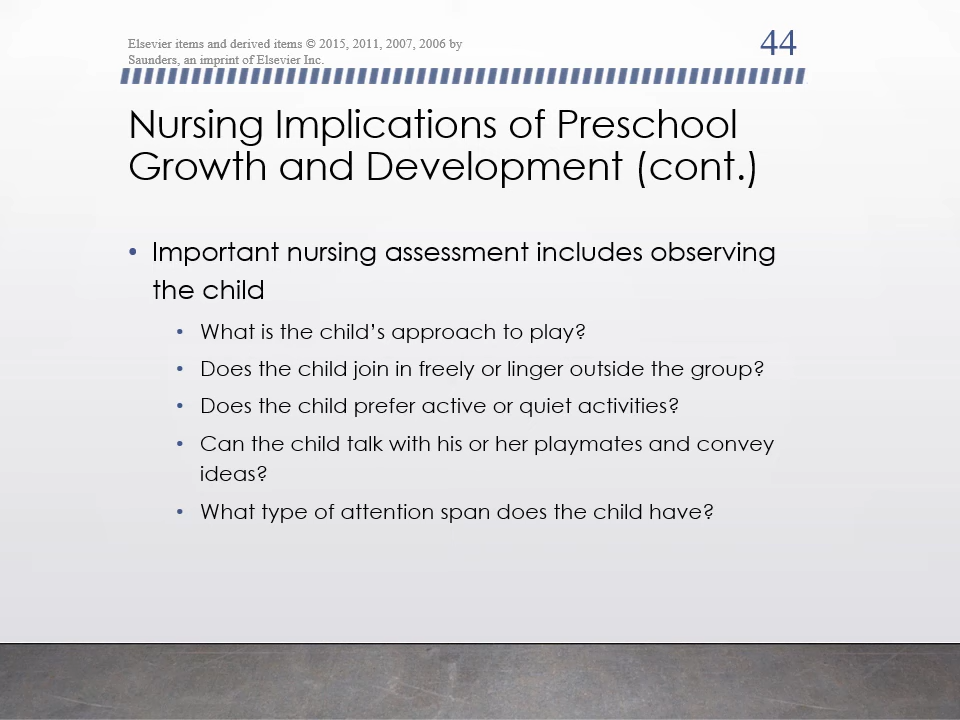 Elsevier items and derived items © 2015, 2011, 2007, 2006 by
Saunders, an imprint of Elsevier Inc.
44
Nursing Implications of Preschool
Growth and Development (cont.)
• Important nursing assessment includes observing
the child
• What is the child’s approach to play?
• Does the child join in freely or linger outside the group?
• Does the child prefer active or quiet activities?
• Can the child talk with his or her playmates and convey
ideas?
• What type of attention span does the child have?